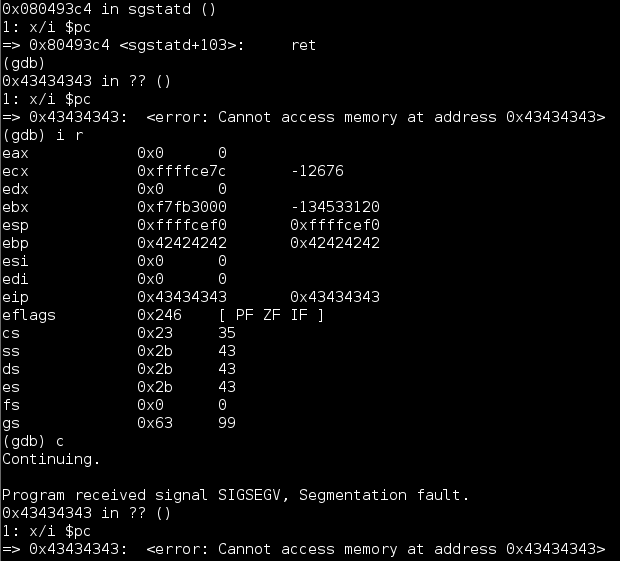 0x080493c4 in sgstatd ()
1: x/i $pc
=> 0x80493c4 <sgstatd+103>:     ret
(gdb)
0x43434343 in ?? ()
1: x/i $pc
=> 0x43434343:  <error: Cannot access memory at address 0x43434343>
(gdb) i r
eax            0x0      0
ecx            0xffffce7c       -12676
edx            0x0      0
ebx            0xf7fb3000       -134533120
esp            0xffffcef0       0xffffcef0
ebp            0x42424242       0x42424242
esi            0x0      0
edi            0x0      0
eip            0x43434343       0x43434343
eflags         0x246    [ PF ZF IF ]
cs             0x23     35
ss             0x2b     43
ds             0x2b     43
es             0x2b     43
fs             0x0      0
gs             0x63     99
(gdb) c
Continuing.

Program received signal SIGSEGV, Segmentation fault.
0x43434343 in ?? ()
1: x/i $pc
=> 0x43434343:  <error: Cannot access memory at address 0x43434343>